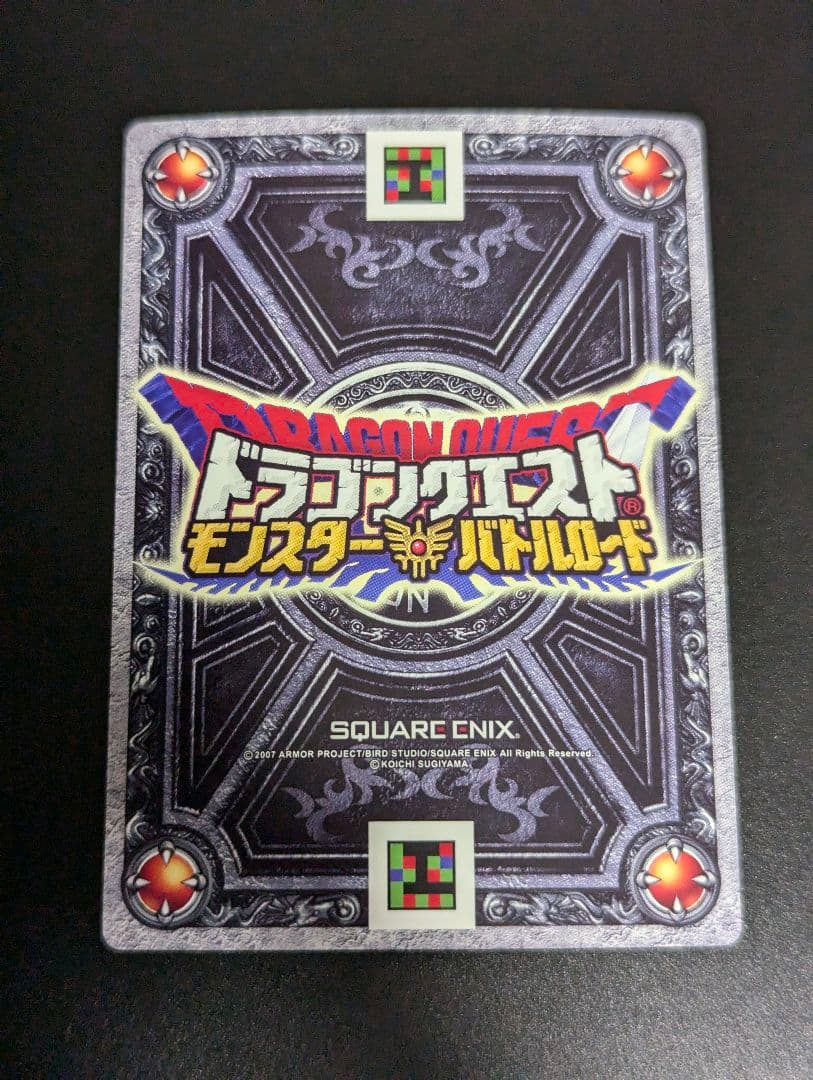 DRAGON QUEST
ドラゴンクエスト®
モンスターバトルロード
SQUARE ENIX®
© 2007 ARMOR PROJECT/BIRD STUDIO/SQUARE ENIX All Rights Reserved.
© KOICHI SUGIYAMA